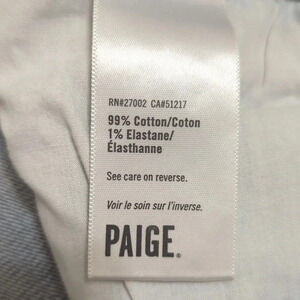 RN#27002 CA#51217
99% Cotton/Coton
1% Elastane/
Élasthanne
See care on reverse.
Voir le soin sur l'inverse.
PAIGE.